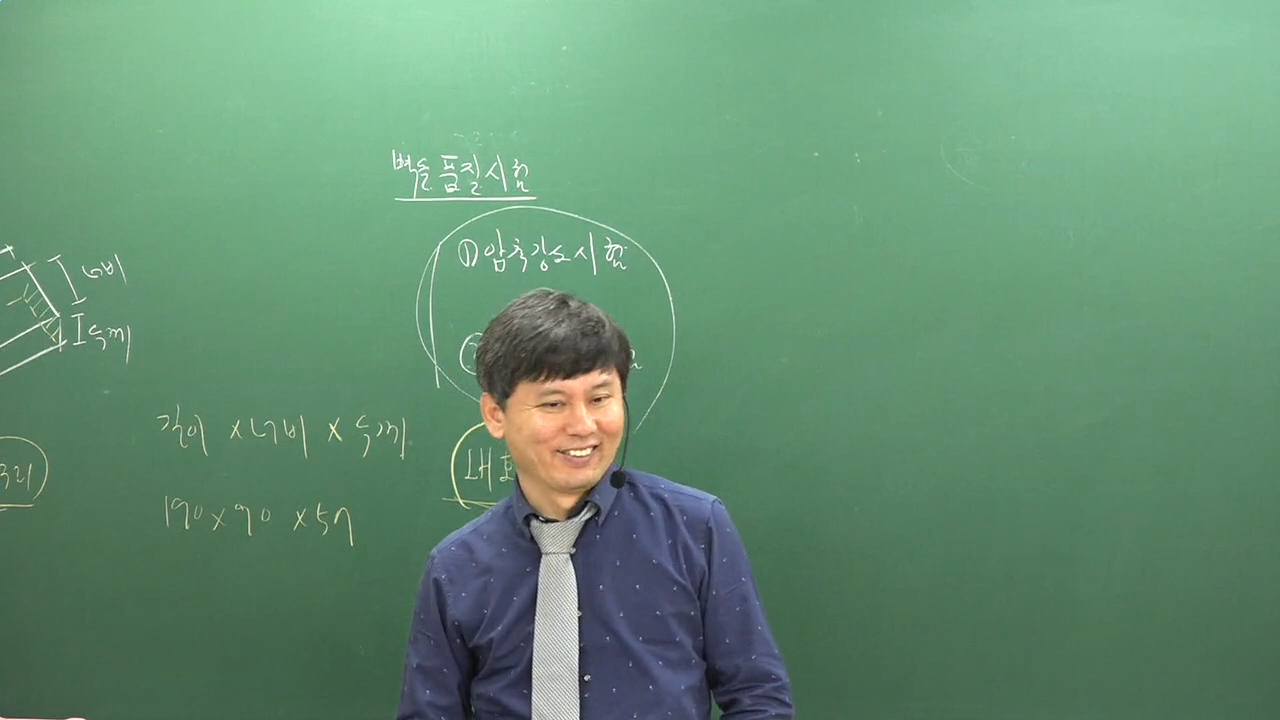 벽돌품질시험
①압축강도시험
너비
두께
길이 x 너비 x 두께
190 x 90 x 57